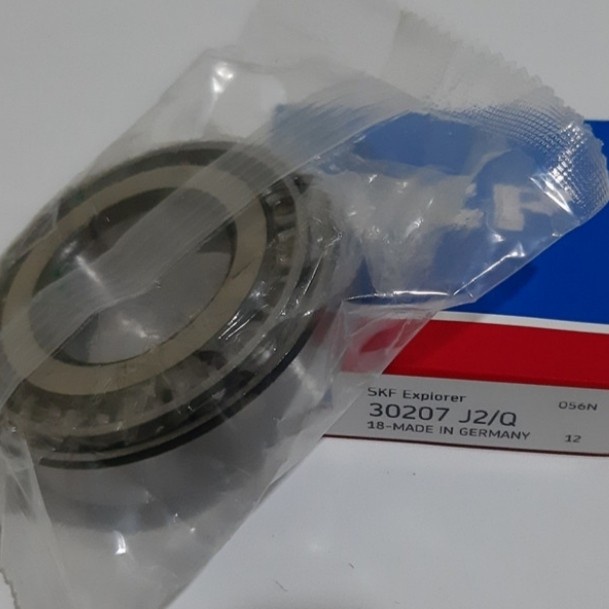 SKF Explorer
30207 J2/Q
18-MADE IN GERMANY
056N
12